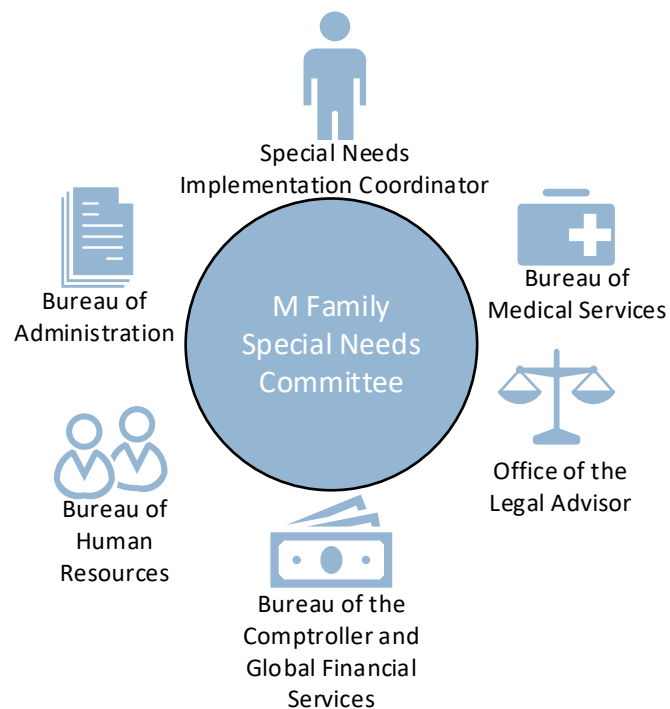 Special Needs
Implementation Coordinator
Bureau of
Medical Services
Office of the
Legal Advisor
Bureau of the
Comptroller and
Global Financial
Services
Bureau of
Human
Resources
Bureau of
Administration
M Family
Special Needs
Committee